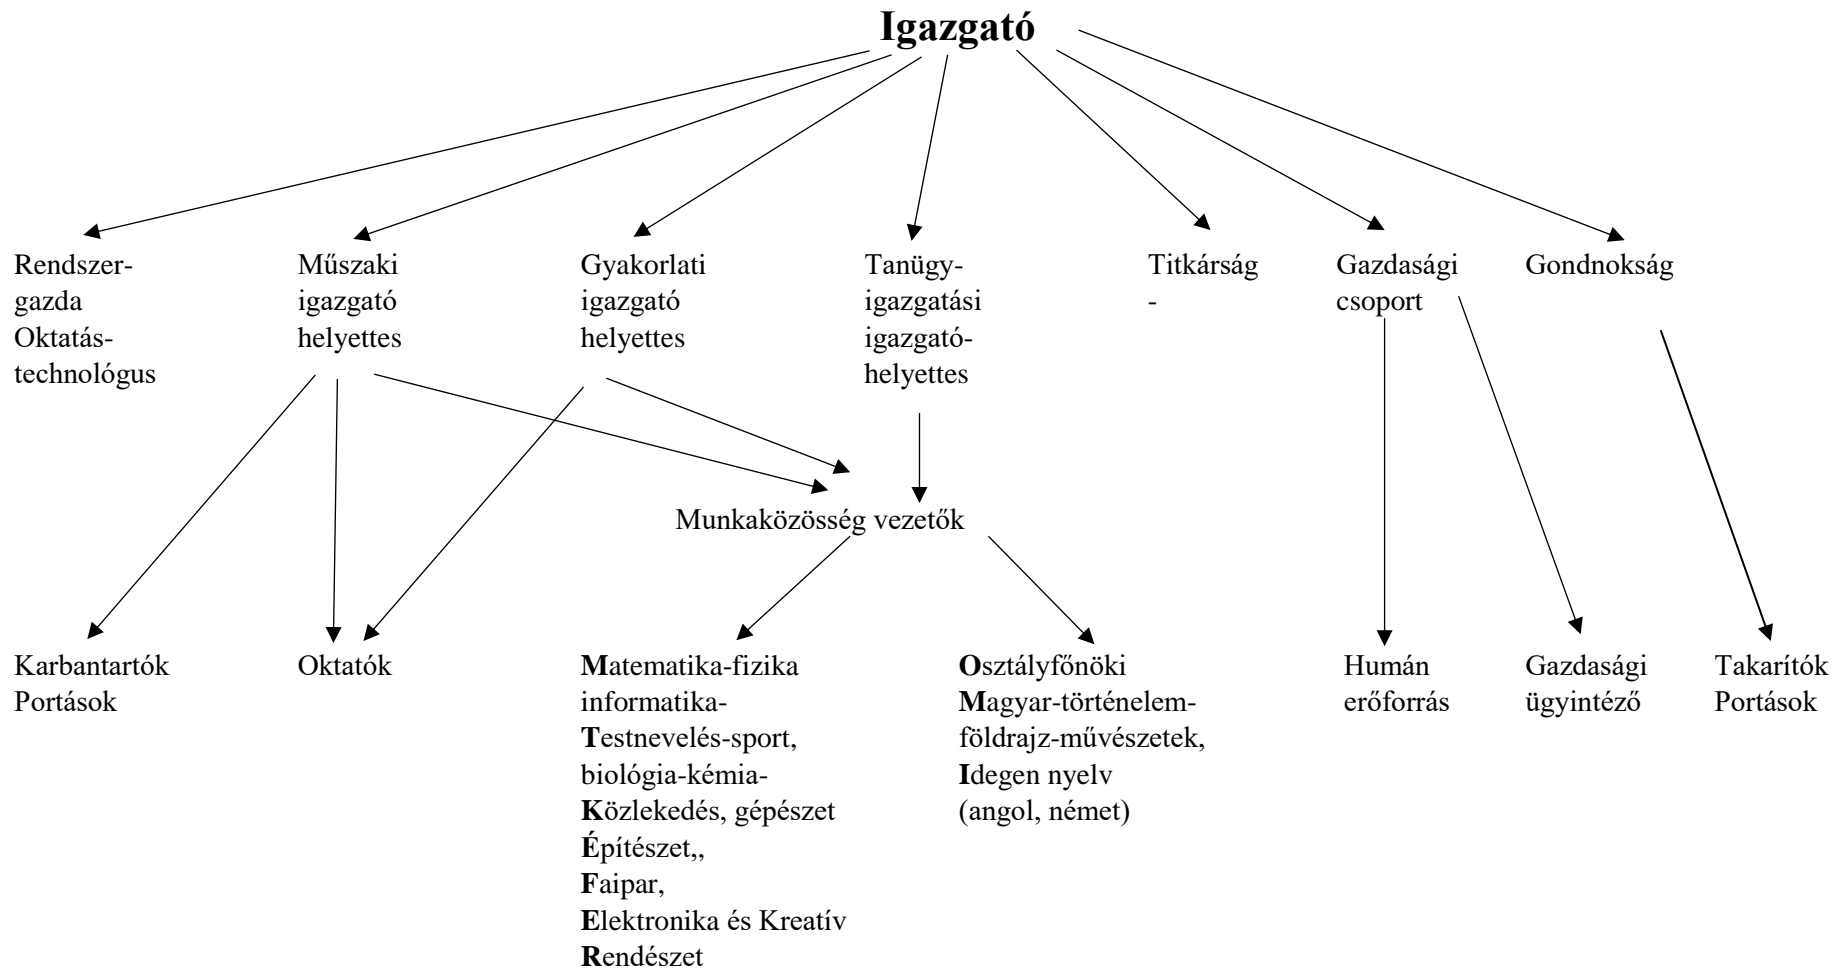 Igazgató
Rendszer-
gazda
Oktatás-
technológus
Műszaki
igazgató
helyettes
Gyakorlati
igazgató
helyettes
Tanügy-
igazgatási
igazgató-
helyettes
Titkárság
-
Gazdasági
csoport
Gondnokság
Munkaközösség vezetők
Karbantartók
Portások
Oktatók
Matematika-fizika
informatika-
Testnevelés-sport,
biológia-kémia-
Közlekedés, gépészet
Építészet,,
Faipar,
Elektronika és Kreatív
Rendészet
Osztályfőnöki
Magyar-történelem-
földrajz-művészetek,
Idegen nyelv
(angol, német)
Humán
erőforrás
Gazdasági
ügyintéző
Takarítók
Portások